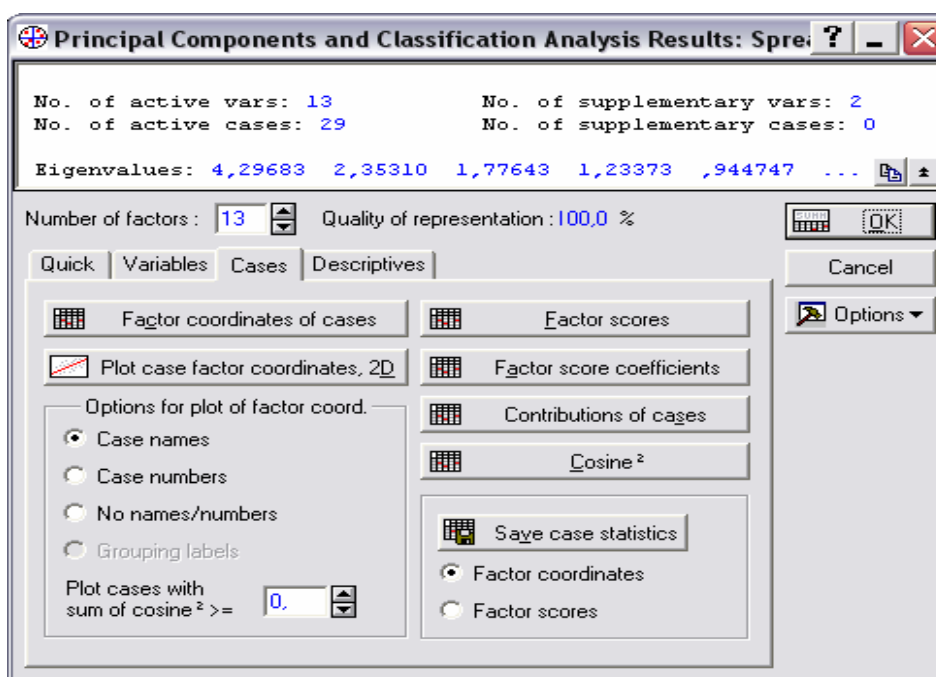 Principal Components and Classification Analysis Results: Sprea
No. of active vars: 13 No. of supplementary vars: 2
No. of active cases: 29 No. of supplementary cases: 0
Eigenvalues: 4,29683 2,35310 1,77643 1,23373 ,944747 ...
Number of factors : 13 Quality of representation : 100,0 %
OK
Quick Variables Cases Descriptives
Cancel
Options
Factor coordinates of cases
Factor scores
Plot case factor coordinates, 2D
Factor score coefficients
Options for plot of factor coord.
Contributions of cases
Case names
Case numbers
Cosine ²
No names/numbers
Save case statistics
Grouping labels
Factor coordinates
Plot cases with
sum of cosine ² >= 0,
Factor scores